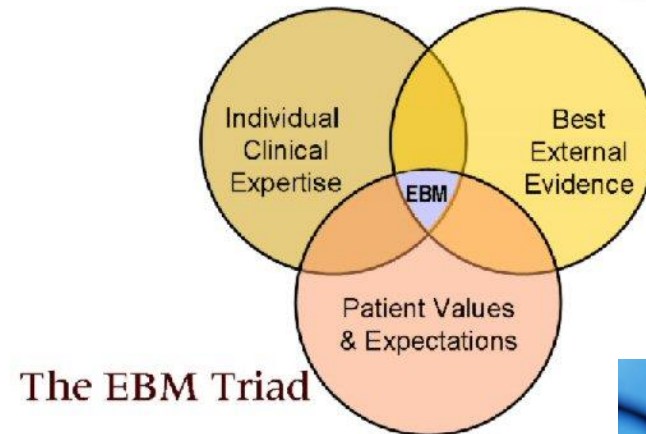 Individual
Clinical
Expertise
Best
External
Evidence
EBM
Patient Values
& Expectations
The EBM Triad